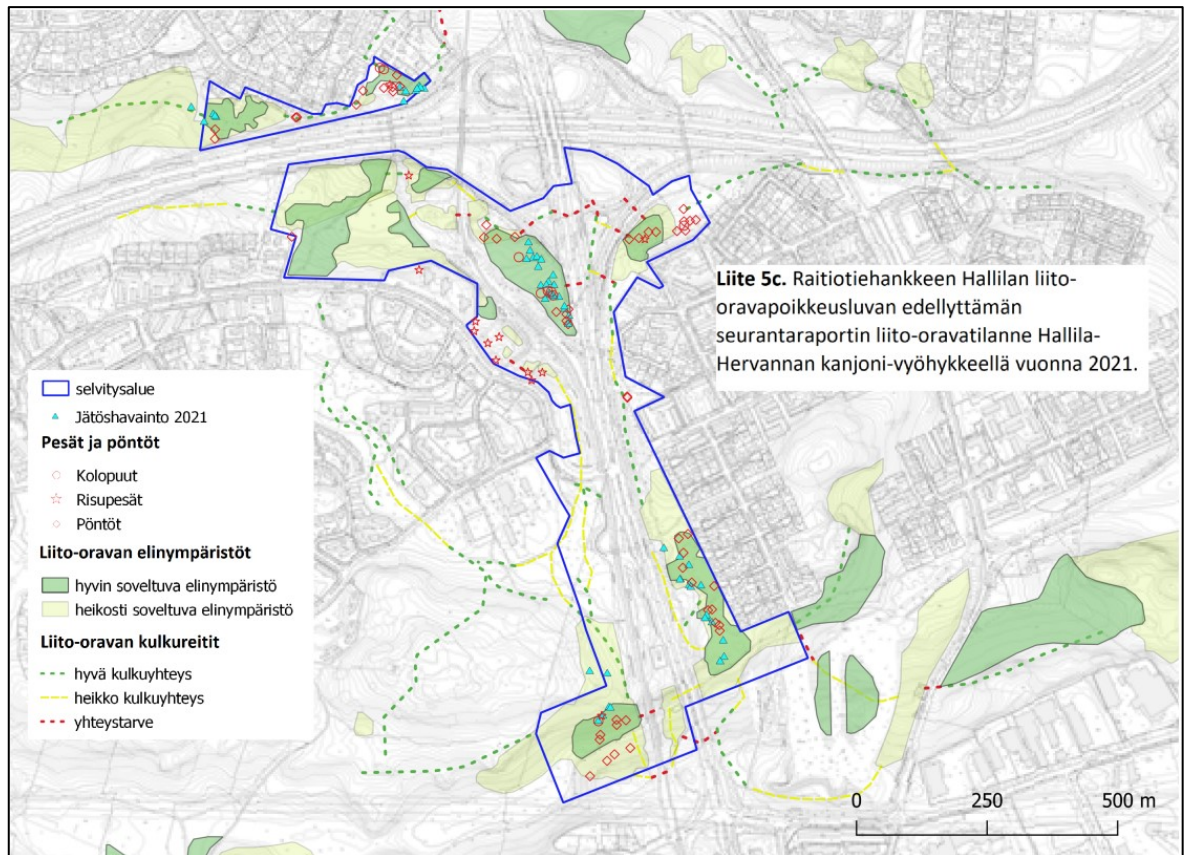 Liite 5c. Raitiotiehankkeen Hallilan liito-
oravapoikkeusluvan edellyttämän
seurantaraportin liito-oravatilanne Hallila-
Hervannan kanjoni-vyöhykkeellä vuonna 2021.
selvitysalue
Jätöshavainto 2021
Pesät ja pöntöt
Kolopuut
Risupesät
Pöntöt
Liito-oravan elinympäristöt
hyvin soveltuva elinympäristö
heikosti soveltuva elinympäristö
Liito-oravan kulkureitit
hyvä kulkuyhteys
heikko kulkuyhteys
yhteystarve
0 250 500 m